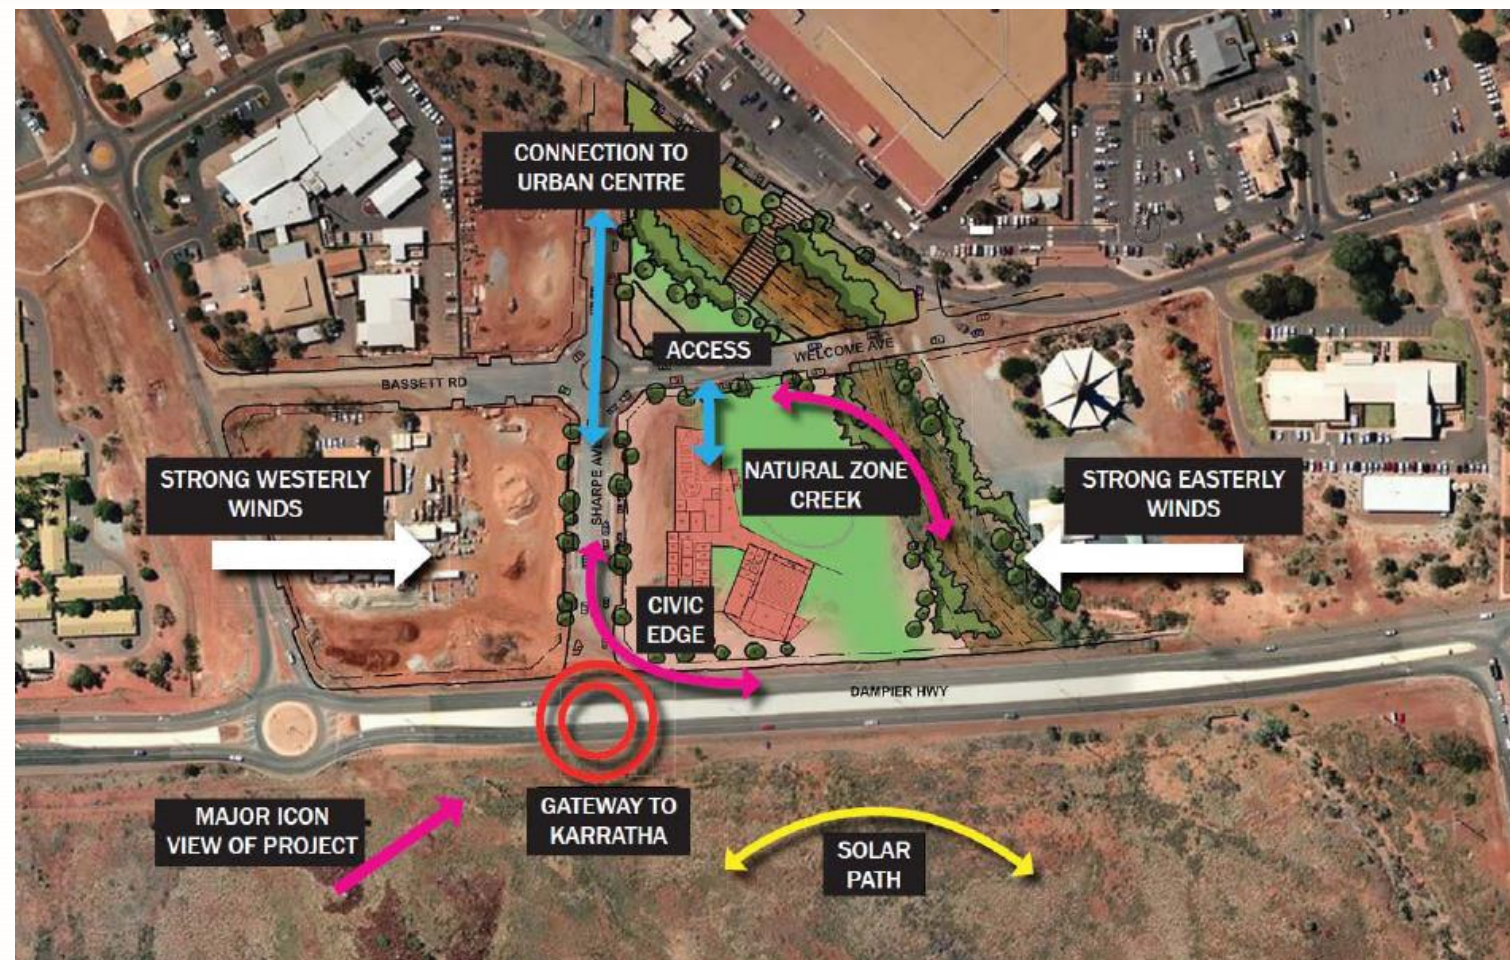 CONNECTION TO
URBAN CENTRE
ACCESS
WELCOME AVE
BASSETT RD
STRONG WESTERLY
WINDS
SHARPE AVE
NATURAL ZONE
CREEK
STRONG EASTERLY
WINDS
CIVIC
EDGE
DAMPIER HWY
MAJOR ICON
VIEW OF PROJECT
GATEWAY TO
KARRATHA
SOLAR
PATH